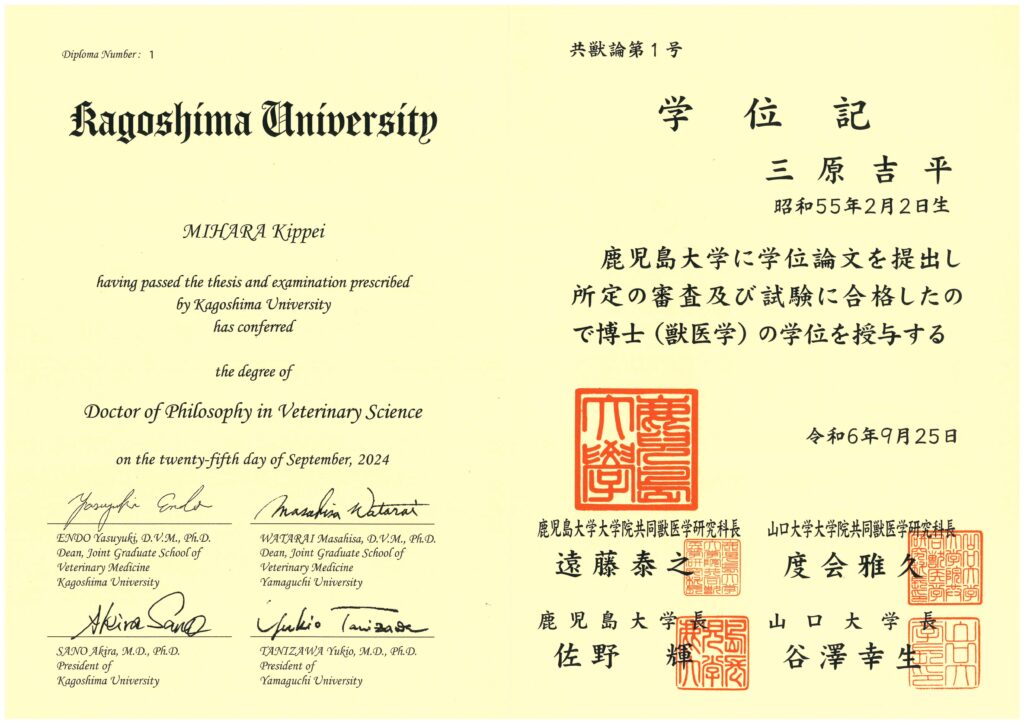 Diploma Number : 1
Kagoshima University
MIHARA Kippei
having passed the thesis and examination prescribed
by Kagoshima University
has conferred
the degree of
Doctor of Philosophy in Veterinary Science
on the twenty-fifth day of September, 2024
Yasuyuki Endo
ENDO Yasuyuki, D.V.M., Ph.D.
Dean, Joint Graduate School of
Veterinary Medicine
Kagoshima University
Masahisa Watarai
WATARAI Masahisa, D.V.M., Ph.D.
Dean, Joint Graduate School of
Veterinary Medicine
Yamaguchi University
Akira Sano
SANO Akira, M.D., Ph.D.
President of
Kagoshima University
Yukio Tanizawa
TANIZAWA Yukio, M.D., Ph.D.
President of
Yamaguchi University
共獣論第1号
学位記
三原吉平
昭和55年2月2日生
鹿児島大学に学位論文を提出し
所定の審査及び試験に合格したの
で博士(獣医学)の学位を授与する
令和6年9月25日
鹿児島大学大学院共同獣医学研究科長
遠藤泰之
山口大学大学院共同獣医学研究科長
度会雅久
鹿児島大学長
佐野輝
山口大学長
谷澤幸生